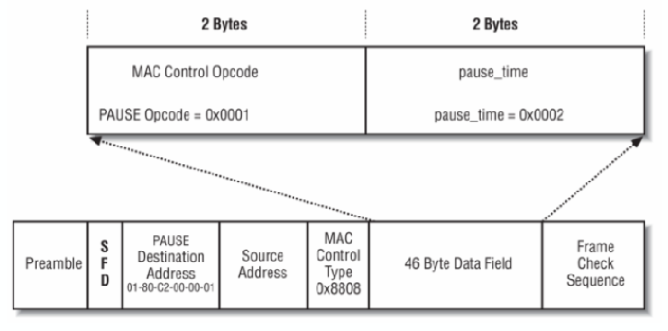 2 Bytes
2 Bytes
MAC Control Opcode
pause_time
PAUSE Opcode = 0x0001
pause_time = 0x0002
Preamble
S
F
D
PAUSE
Destination
Address
01-80-C2-00-00-01
Source
Address
MAC
Control
Type
0x8808
46 Byte Data Field
Frame
Check
Sequence